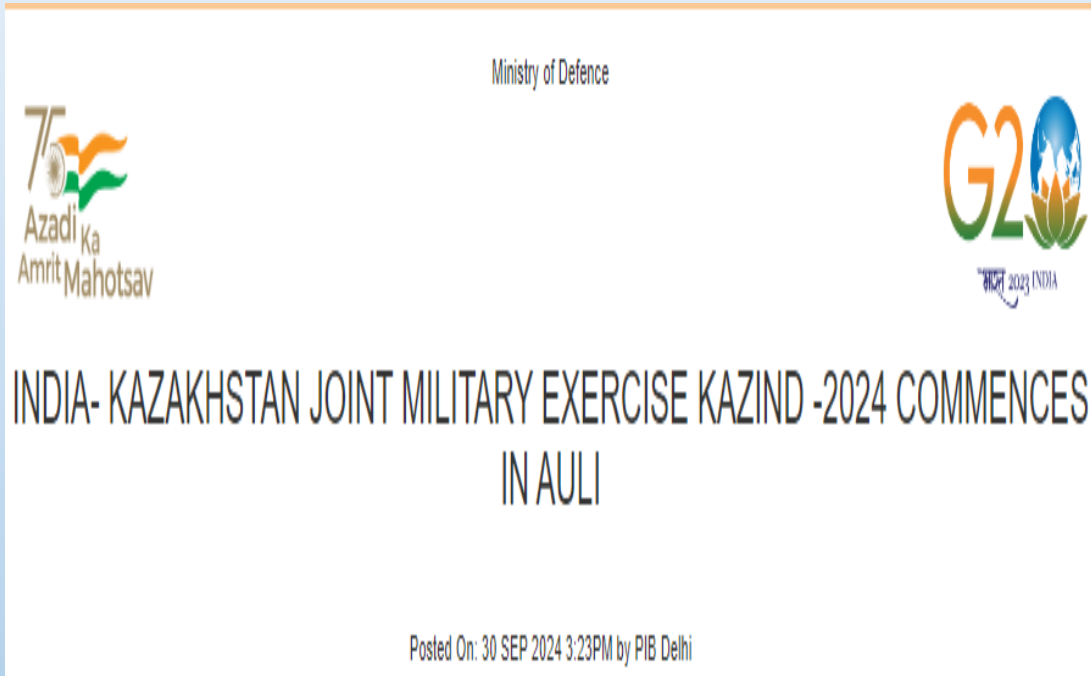 Ministry of Defence
75
Azadi Ka
Amrit Mahotsav
G20
भारत 2023 INDIA
INDIA- KAZAKHSTAN JOINT MILITARY EXERCISE KAZIND -2024 COMMENCES
IN AULI
Posted On: 30 SEP 2024 3:23PM by PIB Delhi